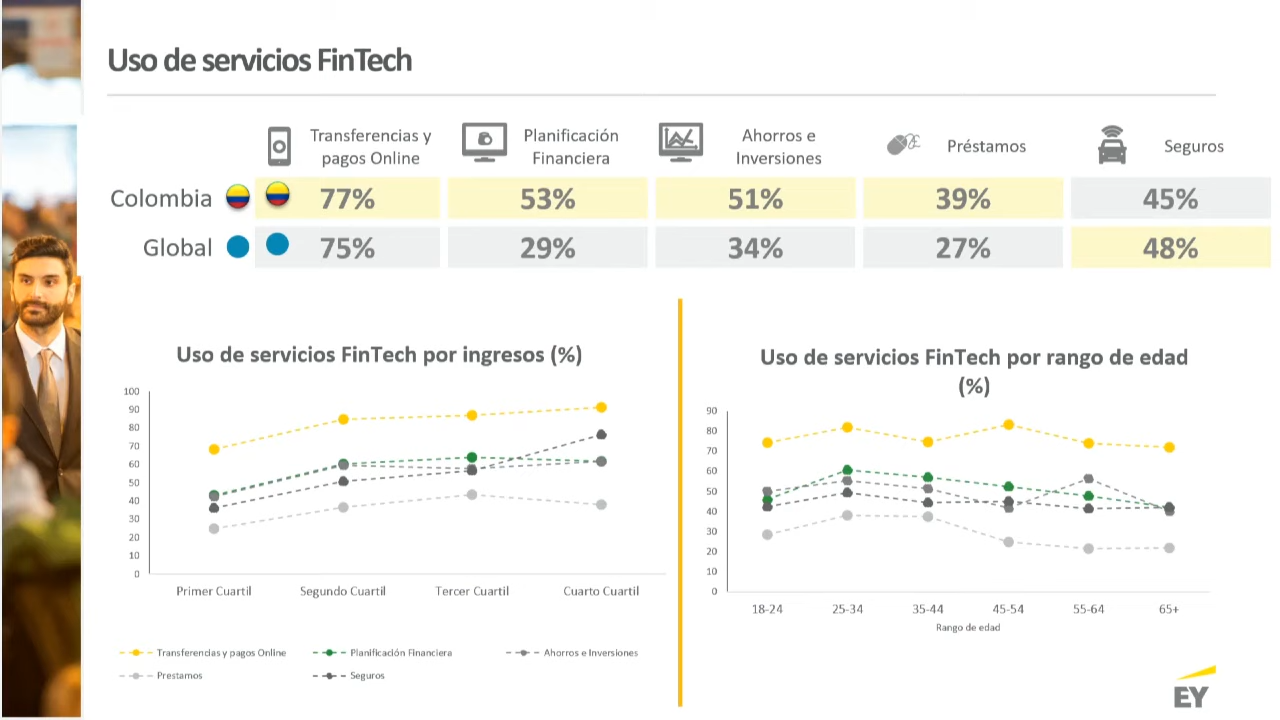 Uso de servicios FinTech
Transferencias y
pagos Online
Planificación
Financiera
Ahorros e
Inversiones
Préstamos
Seguros
Colombia 77% 53% 51% 39% 45%
Global 75% 29% 34% 27% 48%
Uso de servicios FinTech por ingresos (%)
100
90
80
70
60
50
40
30
20
10
0
Primer Cuartil Segundo Cuartil Tercer Cuartil Cuarto Cuartil
Transferencias y pagos Online Planificación Financiera Ahorros e Inversiones
Prestamos Seguros
Uso de servicios FinTech por rango de edad
(%)
90
80
70
60
50
40
30
20
10
0
18-24 25-34 35-44 45-54 55-64 65+
Rango de edad
EY